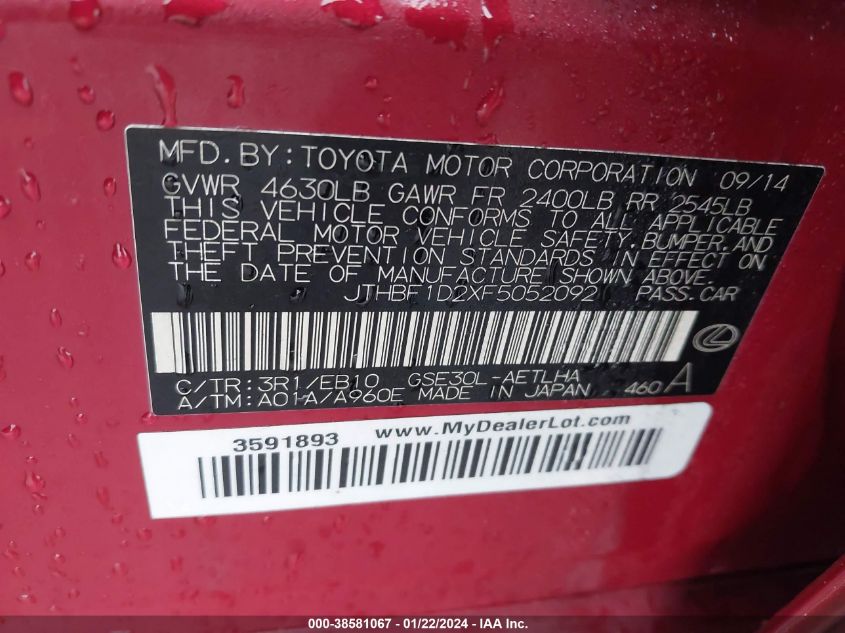 MFD. BY: TOYOTA MOTOR CORPORATION 09/14
GVWR 4630LB GAWR FR 2400LB RR 2545LB
THIS VEHICLE CONFORMS TO ALL APPLICABLE
FEDERAL MOTOR VEHICLE SAFETY, BUMPER, AND
THEFT PREVENTION STANDARDS IN EFFECT ON
THE DATE OF MANUFACTURE SHOWN ABOVE.
JTHBF1D2XF5052092 PASS. CAR
C/TR: 3R1/EB10 GSE30L-AETLHA
A/TM: A01A/A960E MADE IN JAPAN 460 A
3591893 www.MyDealerLot.com
000-38581067 - 01/22/2024 - IAA Inc.